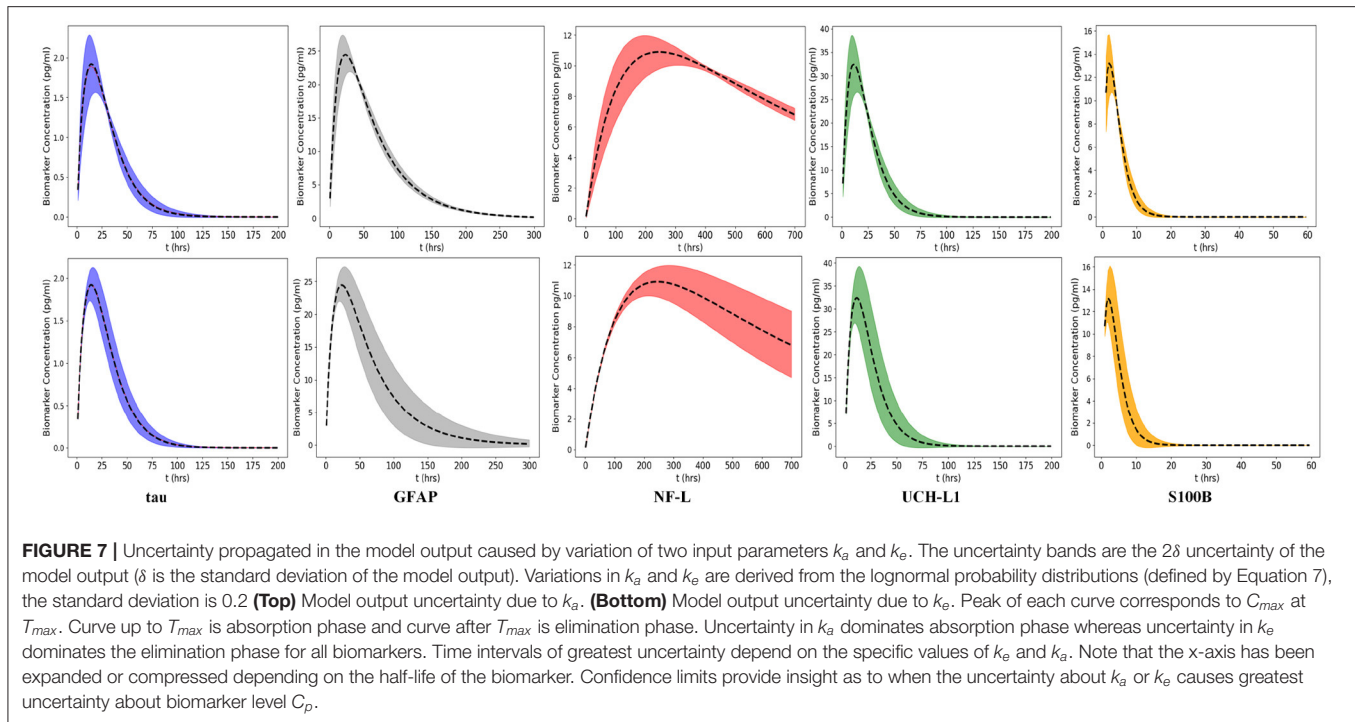 Biomarker Concentration (pg/ml)
2.0
1.5
1.0
0.5
0.0
0 25 50 75 100 125 150 175 200
t (hrs)
Biomarker Concentration (pg/ml)
25
20
15
10
5
0
0 50 100 150 200 250 300
t (hrs)
Biomarker Concentration pg/ml)
12
10
8
6
4
2
0
0 100 200 300 400 500 600 700
t (hrs)
Biomarker Concentration (pg/ml)
40
35
30
25
20
15
10
5
0
0 25 50 75 100 125 150 175 200
t (hrs)
Biomarker Concentration (pg/ml)
16
14
12
10
8
6
4
2
0
0 10 20 30 40 50 60
t (hrs)
Biomarker Concentration (pg/ml)
2.0
1.5
1.0
0.5
0.0
0 25 50 75 100 125 150 175 200
t (hrs)
tau
Biomarker Concentration (pg/ml)
25
20
15
10
5
0
0 50 100 150 200 250 300
t (hrs)
GFAP
Biomarker Concentration (pg/ml)
12
10
8
6
4
2
0
0 100 200 300 400 500 600 700
t (hrs)
NF-L
Biomarker Concentration (pg/ml)
40
35
30
25
20
15
10
5
0
0 25 50 75 100 125 150 175 200
t (hrs)
UCH-L1
Biomarker Concentration (pg/ml)
16
14
12
10
8
6
4
2
0
0 10 20 30 40 50 60
t (hrs)
S100B
FIGURE 7 | Uncertainty propagated in the model output caused by variation of two input parameters kₐ and kₑ. The uncertainty bands are the 2δ uncertainty of the
model output (δ is the standard deviation of the model output). Variations in kₐ and kₑ are derived from the lognormal probability distributions (defined by Equation 7),
the standard deviation is 0.2 (Top) Model output uncertainty due to kₐ. (Bottom) Model output uncertainty due to kₑ. Peak of each curve corresponds to Cmax at
Tmax. Curve up to Tmax is absorption phase and curve after Tmax is elimination phase. Uncertainty in kₐ dominates absorption phase whereas uncertainty in kₑ
dominates the elimination phase for all biomarkers. Time intervals of greatest uncertainty depend on the specific values of kₑ and kₐ. Note that the x-axis has been
expanded or compressed depending on the half-life of the biomarker. Confidence limits provide insight as to when the uncertainty about kₐ or kₑ causes greatest
uncertainty about biomarker level Cₚ.